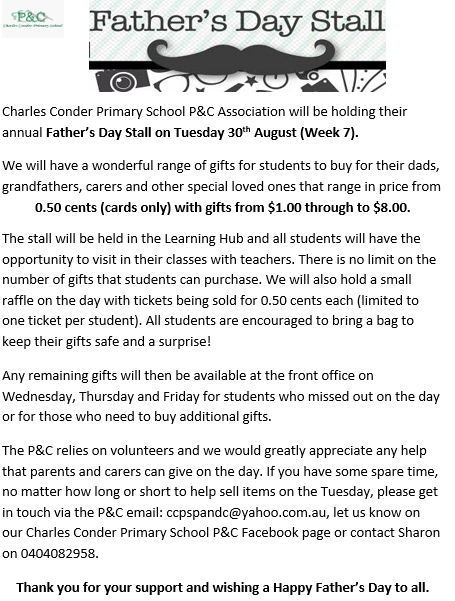 P&C
Charles Conder Primary School
Father's Day Stall
Charles Conder Primary School P&C Association will be holding their
annual Father's Day Stall on Tuesday 30th August (Week 7).
We will have a wonderful range of gifts for students to buy for their dads,
grandfathers, carers and other special loved ones that range in price from
0.50 cents (cards only) with gifts from $1.00 through to $8.00.
The stall will be held in the Learning Hub and all students will have the
opportunity to visit in their classes with teachers. There is no limit on the
number of gifts that students can purchase. We will also hold a small
raffle on the day with tickets being sold for 0.50 cents each (limited to
one ticket per student). All students are encouraged to bring a bag to
keep their gifts safe and a surprise!
Any remaining gifts will then be available at the front office on
Wednesday, Thursday and Friday for students who missed out on the day
or for those who need to buy additional gifts.
The P&C relies on volunteers and we would greatly appreciate any help
that parents and carers can give on the day. If you have some spare time,
no matter how long or short to help sell items on the Tuesday, please get
in touch via the P&C email: ccpspandc@yahoo.com.au, let us know on
our Charles Conder Primary School P&C Facebook page or contact Sharon
on 0404082958.
Thank you for your support and wishing a Happy Father's Day to all.